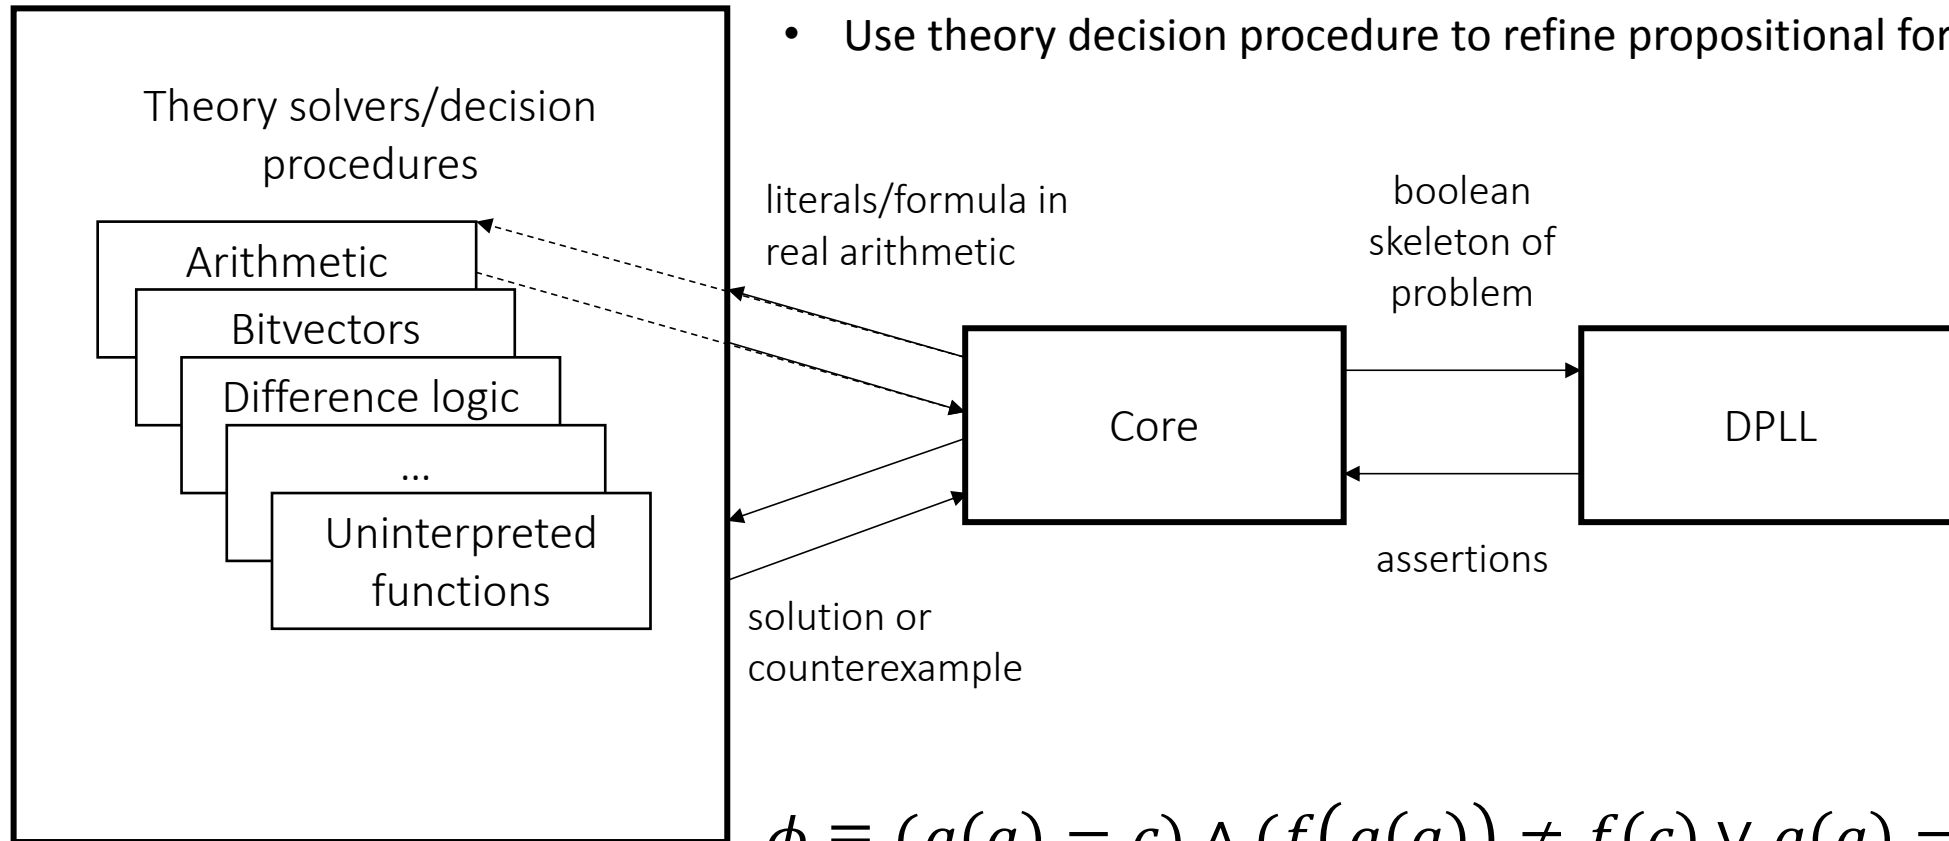 • Use theory decision procedure to refine propositional
Theory solvers/decision
procedures
literals/formula in
real arithmetic
boolean
skeleton of
problem
Arithmetic
Bitvectors
Difference logic
...
Uninterpreted
functions
Core
DPLL
assertions
solution or
counterexample